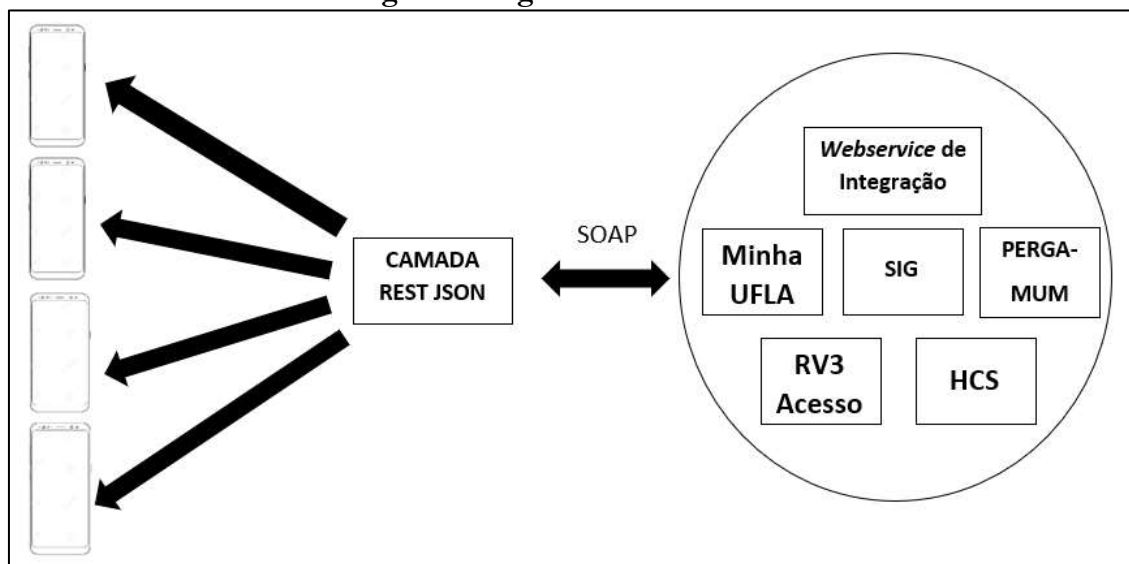 Webservice de
Integração
SOAP
CAMADA
REST JSON
Minha
UFLA
SIG
PERGA-
MUM
RV3
Acesso
HCS